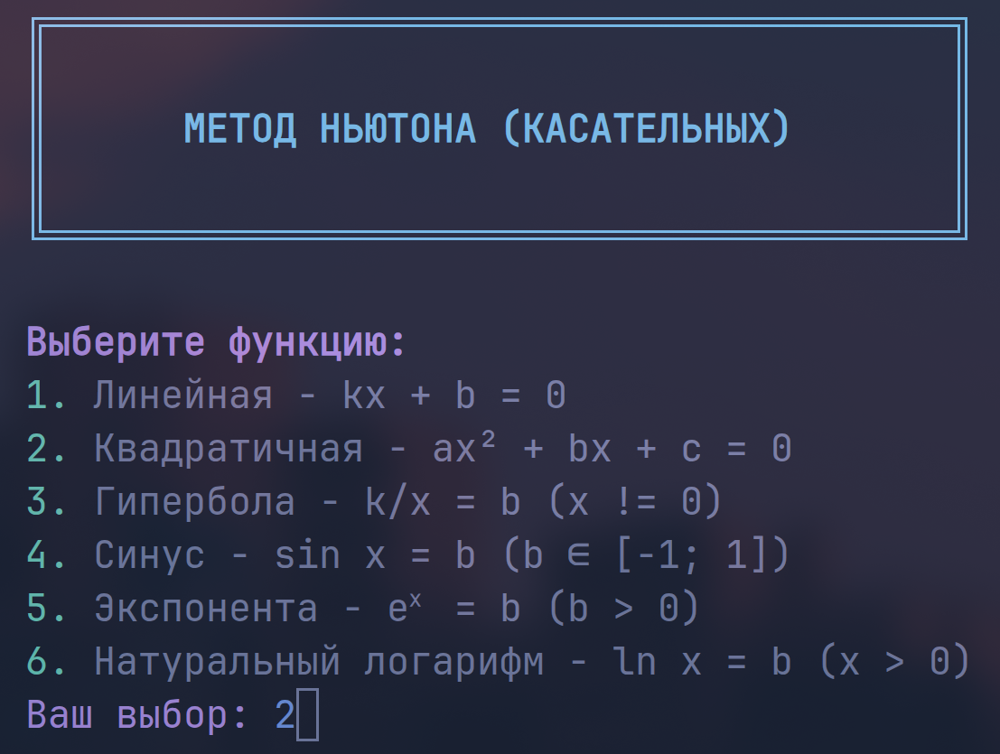 МЕТОД НЬЮТОНА (КАСАТЕЛЬНЫХ)
Выберите функцию:
1. Линейная - kx + b = 0
2. Квадратичная - ax² + bx + c = 0
3. Гипербола - k/x = b (x != 0)
4. Синус - sin x = b (b ∈ [-1; 1])
5. Экспонента - eˣ = b (b > 0)
6. Натуральный логарифм - ln x = b (x > 0)
Ваш выбор: 2